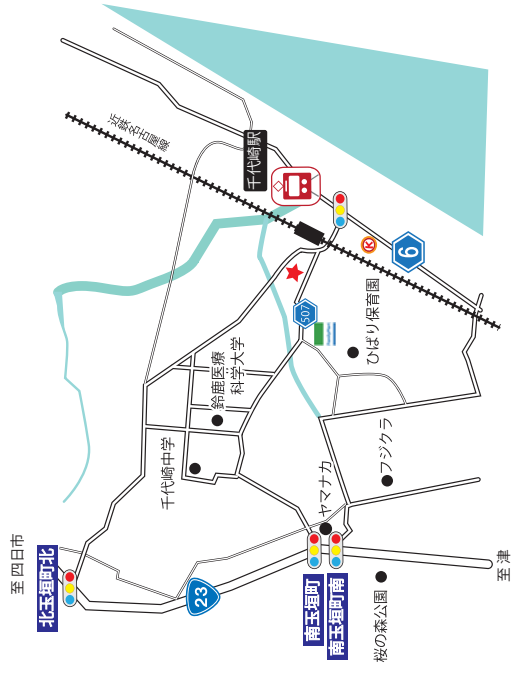 近鉄名古屋線
千代崎駅
6
K
507
FamilyMart
ひばり保育園
鈴鹿医療
科学大学
千代崎中学
フジクラ
ヤマナカ
至 四日市
北玉垣町北
23
南玉垣町
南玉垣町南
桜の森公園
至 津